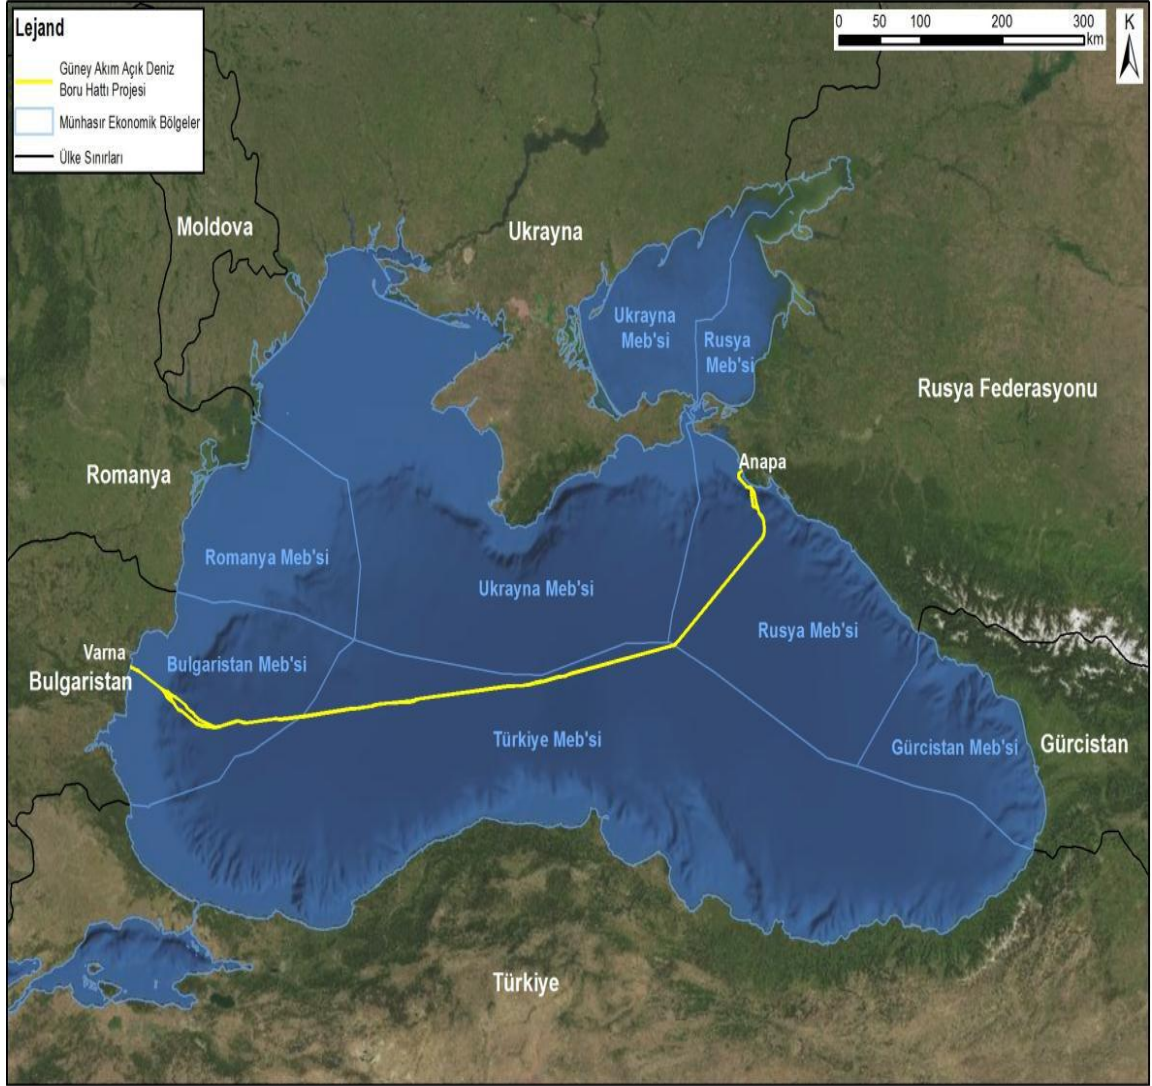 Lejand
Güney Akım Açık Deniz
Boru Hattı Projesi
Münhasır Ekonomik Bölgeler
Ülke Sınırları
0 50 100 200 300
km
K
Moldova
Ukrayna
Ukrayna
Meb'si
Rusya
Meb'si
Rusya Federasyonu
Romanya
Anapa
Romanya Meb'si
Ukrayna Meb'si
Rusya Meb'si
Varna
Bulgaristan Meb'si
Bulgaristan
Türkiye Meb'si
Gürcistan Meb'si
Gürcistan
Türkiye